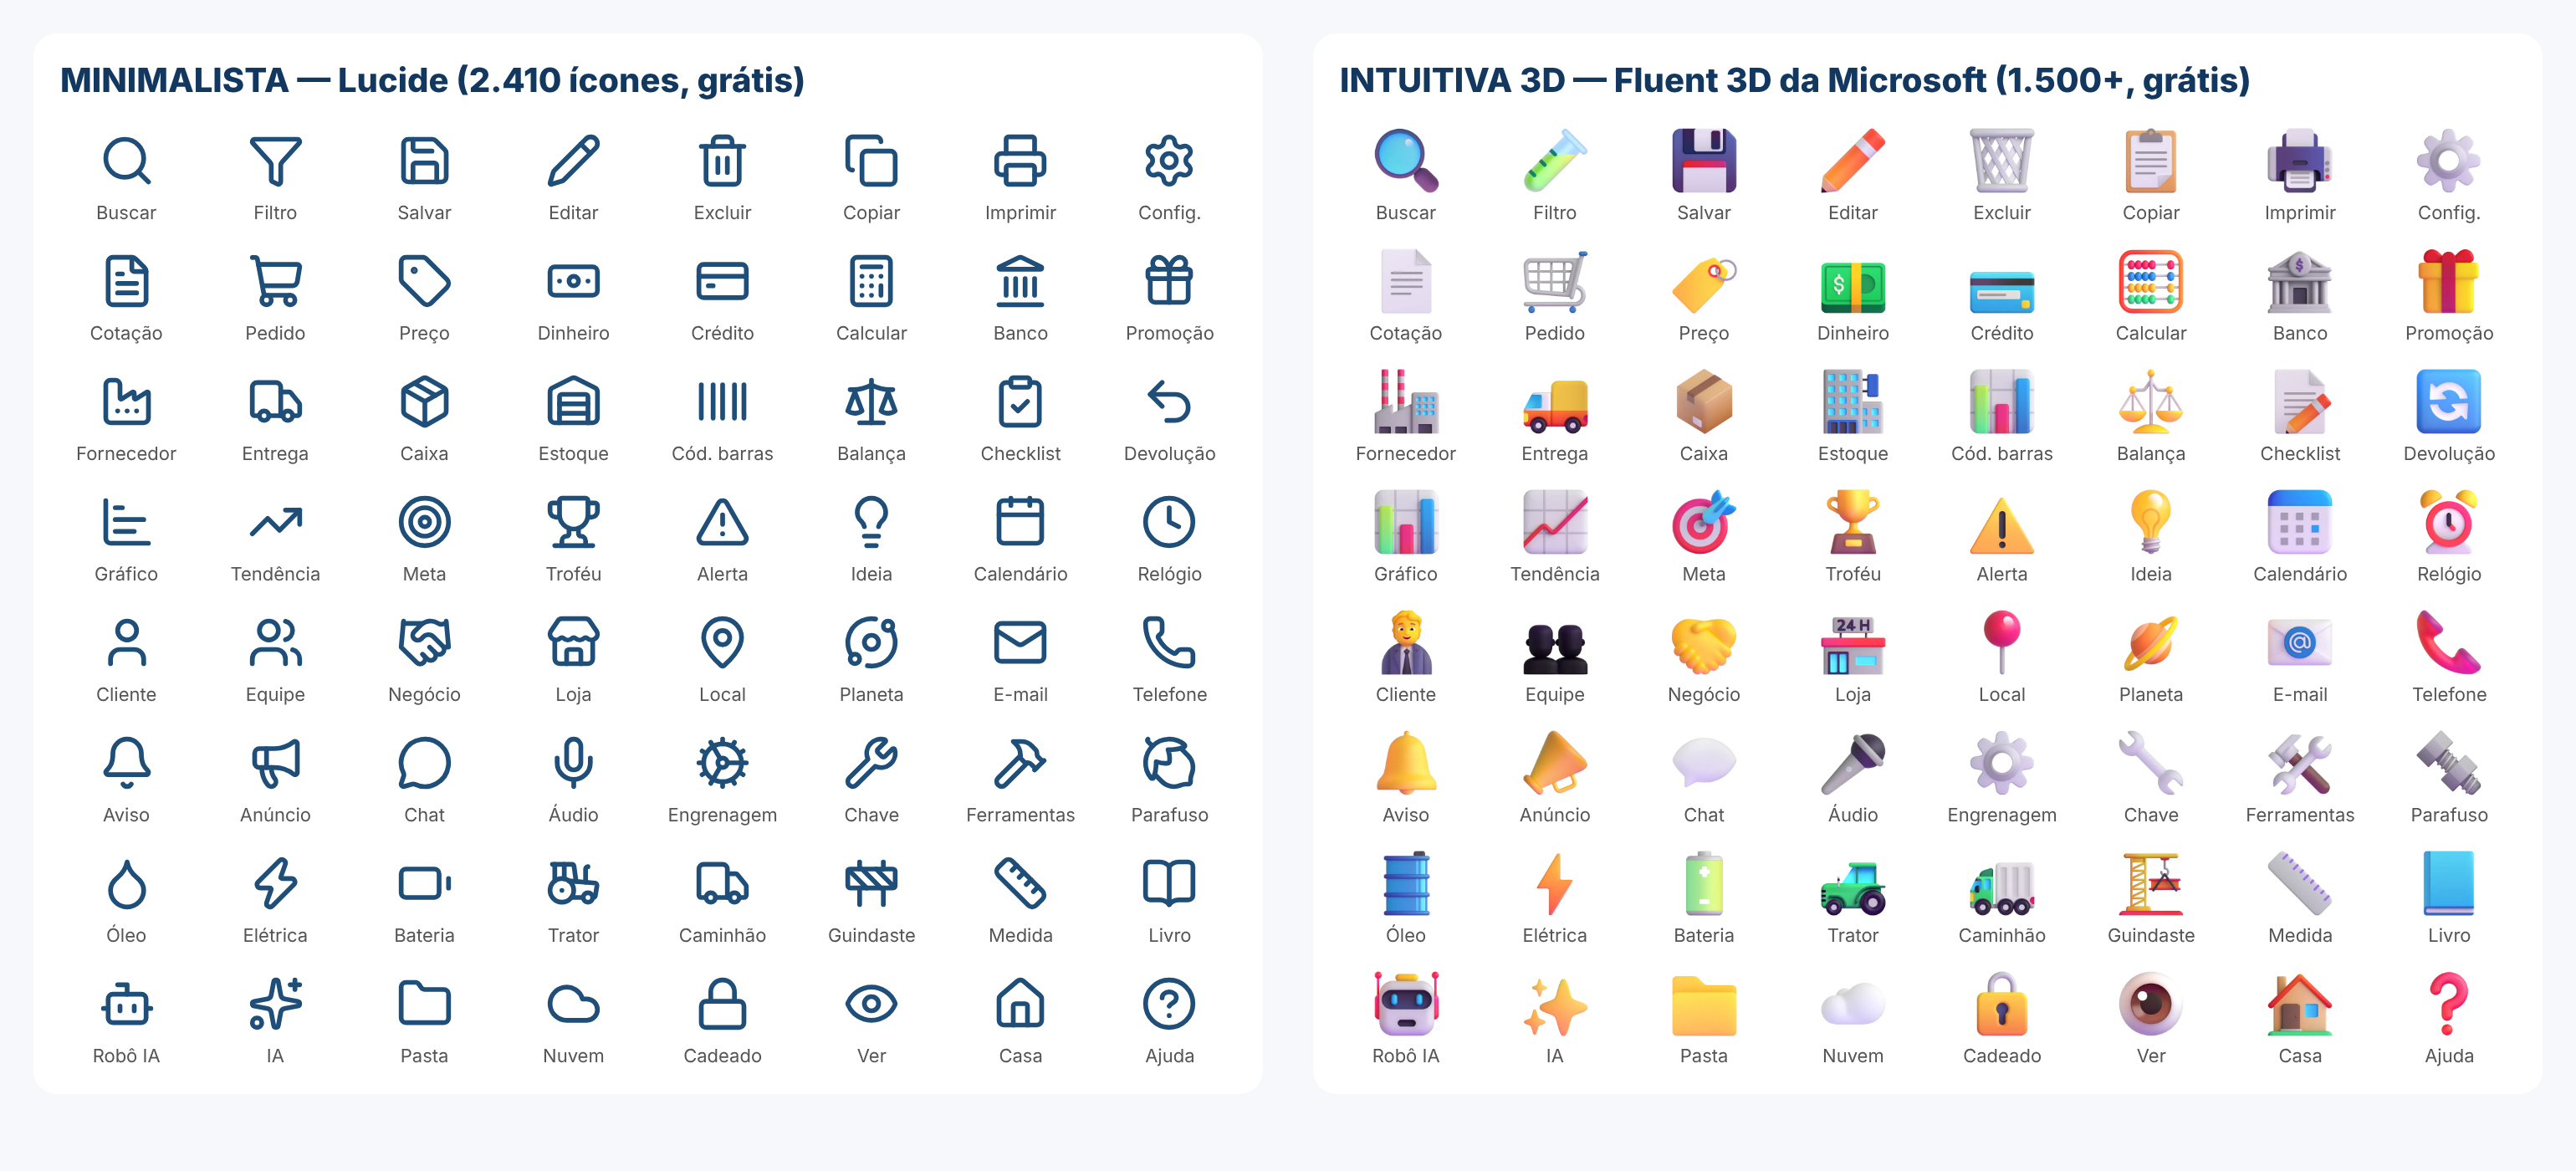 MINIMALISTA — Lucide (2.410 ícones, grátis)
Buscar Filtro Salvar Editar Excluir Copiar Imprimir Config.
Cotação Pedido Preço Dinheiro Crédito Calcular Banco Promoção
Fornecedor Entrega Caixa Estoque Cód. barras Balança Checklist Devolução
Gráfico Tendência Meta Troféu Alerta Ideia Calendário Relógio
Cliente Equipe Negócio Loja Local Planeta E-mail Telefone
Aviso Anúncio Chat Áudio Engrenagem Chave Ferramentas Parafuso
Óleo Elétrica Bateria Trator Caminhão Guindaste Medida Livro
Robô IA IA Pasta Nuvem Cadeado Ver Casa Ajuda
INTUITIVA 3D — Fluent 3D da Microsoft (1.500+, grátis)
Buscar Filtro Salvar Editar Excluir Copiar Imprimir Config.
Cotação Pedido Preço Dinheiro Crédito Calcular Banco Promoção
Fornecedor Entrega Caixa Estoque Cód. barras Balança Checklist Devolução
Gráfico Tendência Meta Troféu Alerta Ideia Calendário Relógio
24 H
Cliente Equipe Negócio Loja Local Planeta E-mail Telefone
Aviso Anúncio Chat Áudio Engrenagem Chave Ferramentas Parafuso
Óleo Elétrica Bateria Trator Caminhão Guindaste Medida Livro
Robô IA IA Pasta Nuvem Cadeado Ver Casa Ajuda